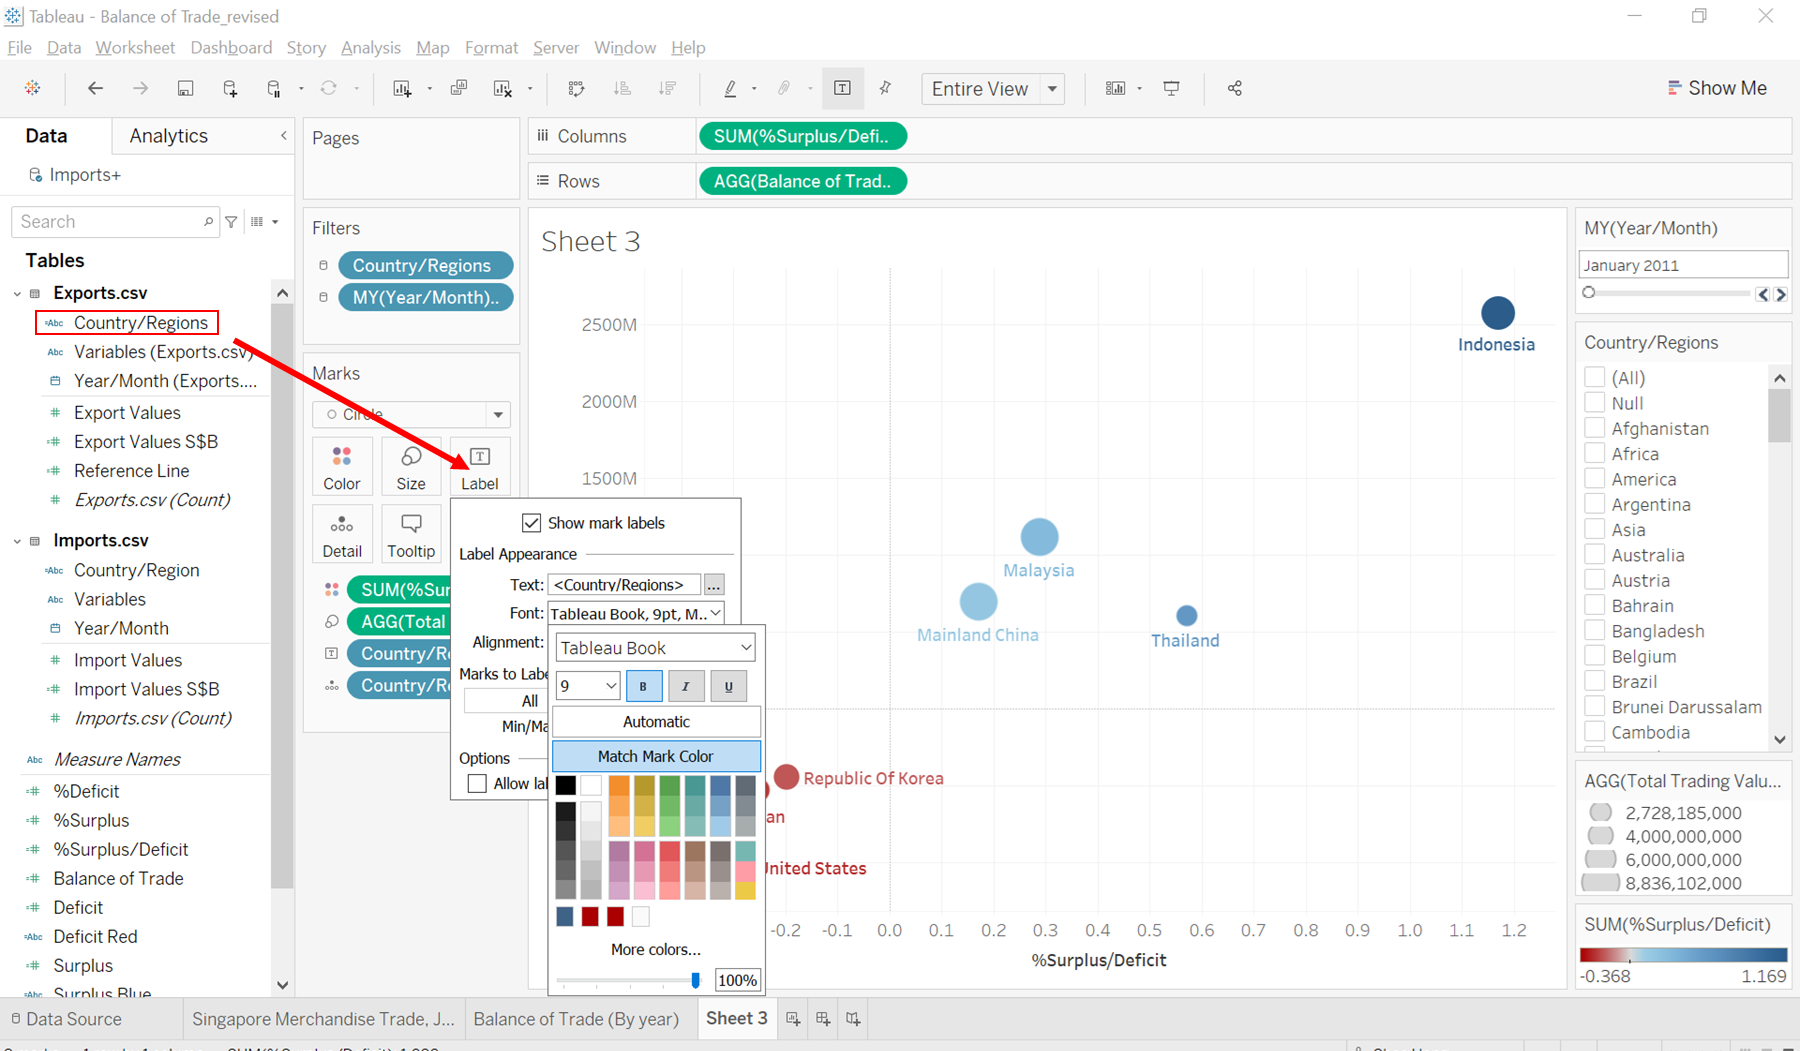 Tableau - Balance of Trade_revised
File Data Worksheet Dashboard Story Analysis Map Format Server Window Help
Entire View
Show Me
Data
Analytics
Imports+
Search
Tables
Exports.csv
Abc Country/Regions
Abc Variables (Exports.csv)
Year/Month (Exports....
Export Values
Export Values S$B
Reference Line
Exports.csv (Count)
Imports.csv
Abc Country/Region
Abc Variables
Year/Month
Import Values
Import Values S$B
Imports.csv (Count)
Abc Measure Names
%Deficit
%Surplus
%Surplus/Deficit
Balance of Trade
Deficit
Abc Deficit Red
Surplus
Abc Surplus Blue
Pages
Filters
Country/Regions
MY(Year/Month)..
Marks
Circle
Color
Size
Label
Detail
Tooltip
SUM(%Sur
AGG(Total
Country/R
Country/R
Show mark labels
Label Appearance
Text: <Country/Regions> ...
Font: Tableau Book, 9pt, M..
Alignment:
Marks to Labe
All
Min/Ma
Options
Allow lab
Tableau Book
9
B
I
U
Automatic
Match Mark Color
More colors...
100%
Columns
SUM(%Surplus/Defi..
Rows
AGG(Balance of Trad..
Sheet 3
2500M
2000M
1500M
Indonesia
Malaysia
Mainland China
Thailand
Republic Of Korea
an
United States
-0.2 -0.1 0.0 0.1 0.2 0.3 0.4 0.5 0.6 0.7 0.8 0.9 1.0 1.1 1.2
%Surplus/Deficit
MY(Year/Month)
January 2011
Country/Regions
(All)
Null
Afghanistan
Africa
America
Argentina
Asia
Australia
Austria
Bahrain
Bangladesh
Belgium
Brazil
Brunei Darussalam
Cambodia
AGG(Total Trading Valu...
2,728,185,000
4,000,000,000
6,000,000,000
8,836,102,000
SUM(%Surplus/Deficit)
-0.368
1.169
Data Source
Singapore Merchandise Trade, J...
Balance of Trade (By year)
Sheet 3